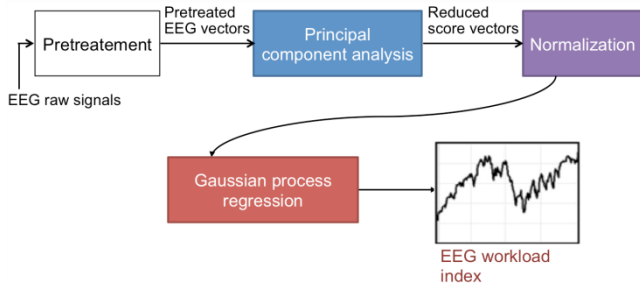 Pretreated
EEG vectors
Reduced
score vectors
Pretreatement
Principal
component analysis
Normalization
EEG raw signals
Gaussian process
regression
EEG workload
index